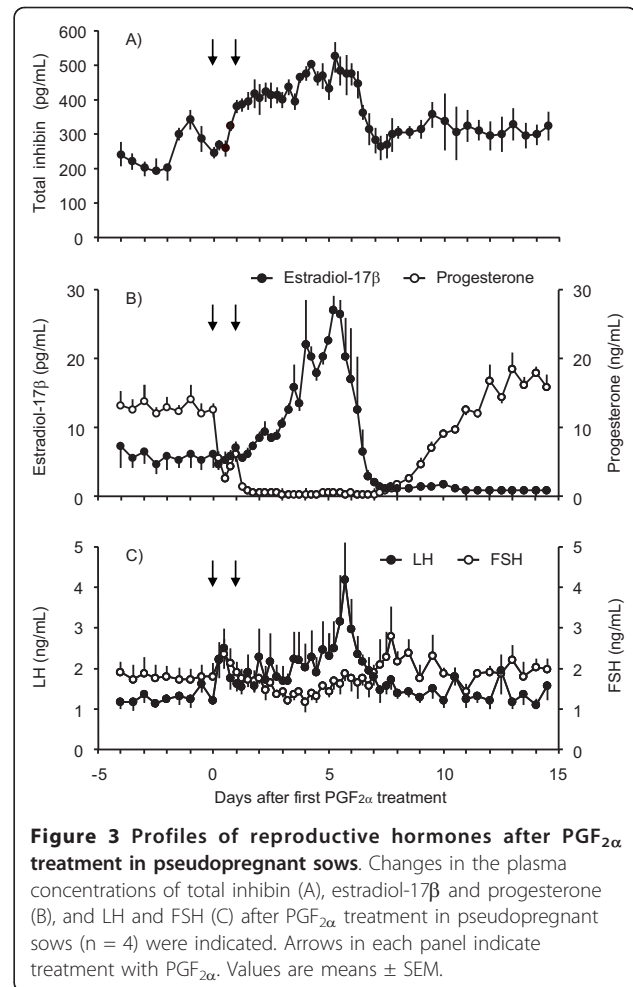 A)
600
500
400
300
200
100
0
Total inhibin (pg/mL)
Estradiol-17β Progesterone
B)
30
20
10
0
Estradiol-17β (pg/mL)
30
20
10
0
Progesterone (ng/mL)
LH FSH
C)
5
4
3
2
1
0
LH (ng/mL)
5
4
3
2
1
0
FSH (ng/mL)
-5 0 5 10 15
Days after first PGF2α treatment
Figure 3 Profiles of reproductive hormones after PGF2α
treatment in pseudopregnant sows. Changes in the plasma
concentrations of total inhibin (A), estradiol-17β and progesterone
(B), and LH and FSH (C) after PGF2α treatment in pseudopregnant
sows (n = 4) were indicated. Arrows in each panel indicate
treatment with PGF2α. Values are means ± SEM.